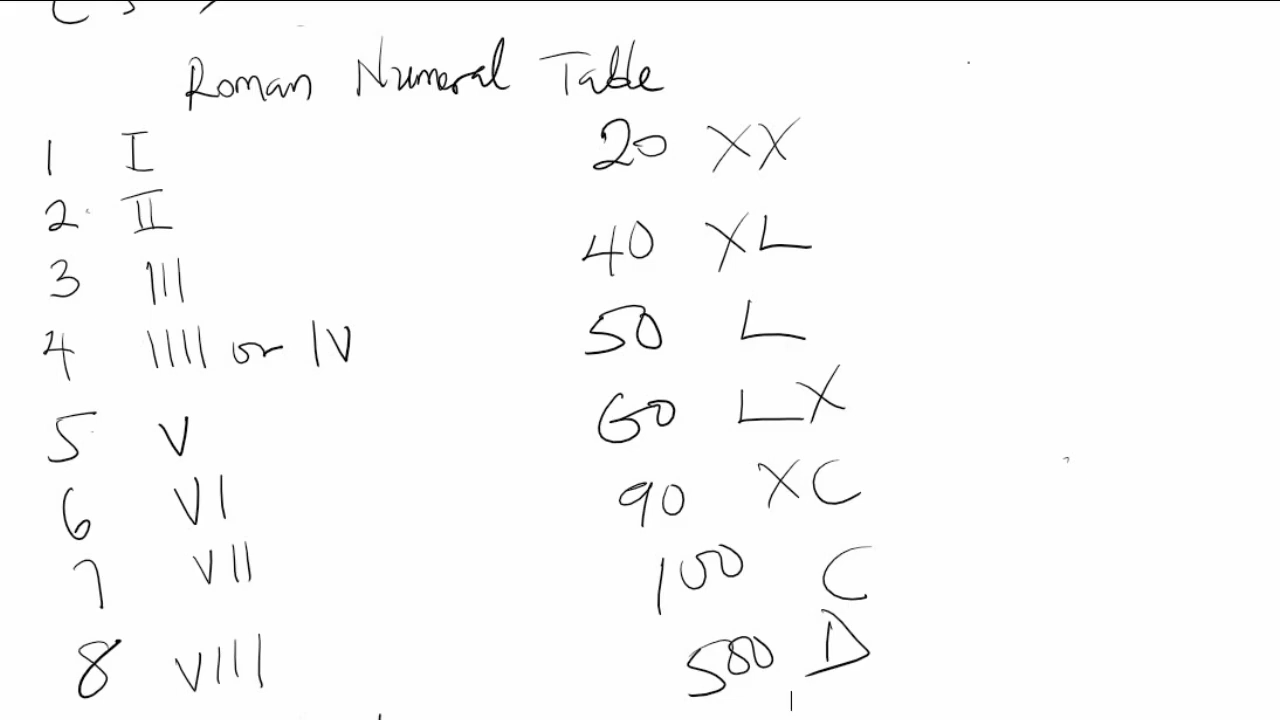 Roman Numeral Table
1 I
2 II
3 III
4 IIII or IV
5 V
6 VI
7 VII
8 VIII
20 XX
40 XL
50 L
60 LX
90 XC
100 C
500 D